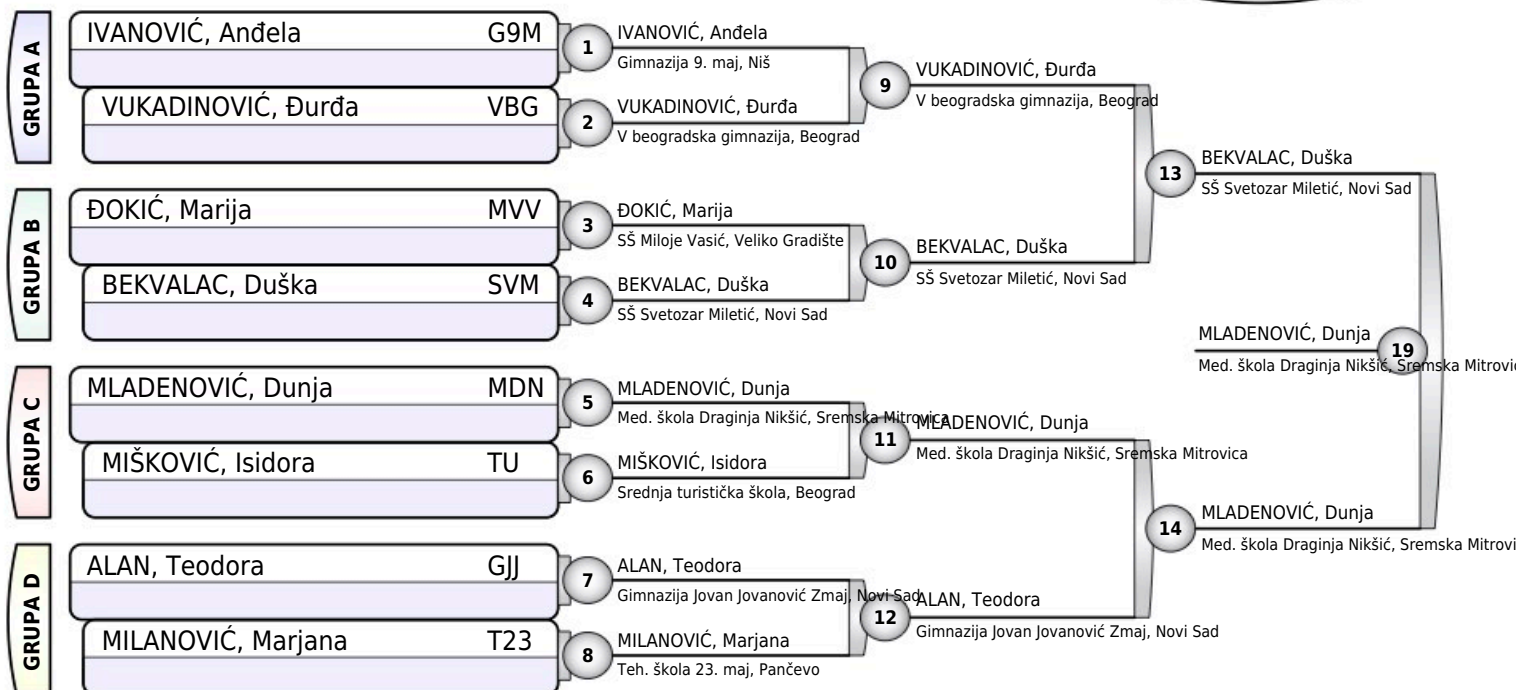 GRUPA A
IVANOVIĆ, Anđela G9M
VUKADINOVIĆ, Đurđa VBG
1
IVANOVIĆ, Anđela
Gimnazija 9. maj, Niš
2
VUKADINOVIĆ, Đurđa
V beogradska gimnazija, Beograd
9
VUKADINOVIĆ, Đurđa
V beogradska gimnazija, Beograd
GRUPA B
ĐOKIĆ, Marija MVV
BEKVALAC, Duška SVM
3
ĐOKIĆ, Marija
SŠ Miloje Vasić, Veliko Gradište
4
BEKVALAC, Duška
SŠ Svetozar Miletić, Novi Sad
10
BEKVALAC, Duška
SŠ Svetozar Miletić, Novi Sad
13
BEKVALAC, Duška
SŠ Svetozar Miletić, Novi Sad
GRUPA C
MLADENOVIĆ, Dunja MDN
MIŠKOVIĆ, Isidora TU
5
MLADENOVIĆ, Dunja
Med. škola Draginja Nikšić, Sremska Mitrovica
6
MIŠKOVIĆ, Isidora
Srednja turistička škola, Beograd
11
MLADENOVIĆ, Dunja
Med. škola Draginja Nikšić, Sremska Mitrovica
GRUPA D
ALAN, Teodora GJJ
MILANOVIĆ, Marjana T23
7
ALAN, Teodora
Gimnazija Jovan Jovanović Zmaj, Novi Sad
8
MILANOVIĆ, Marjana
Teh. škola 23. maj, Pančevo
12
ALAN, Teodora
Gimnazija Jovan Jovanović Zmaj, Novi Sad
14
MLADENOVIĆ, Dunja
Med. škola Draginja Nikšić, Sremska Mitrovi
19
MLADENOVIĆ, Dunja
Med. škola Draginja Nikšić, Sremska Mitrovi